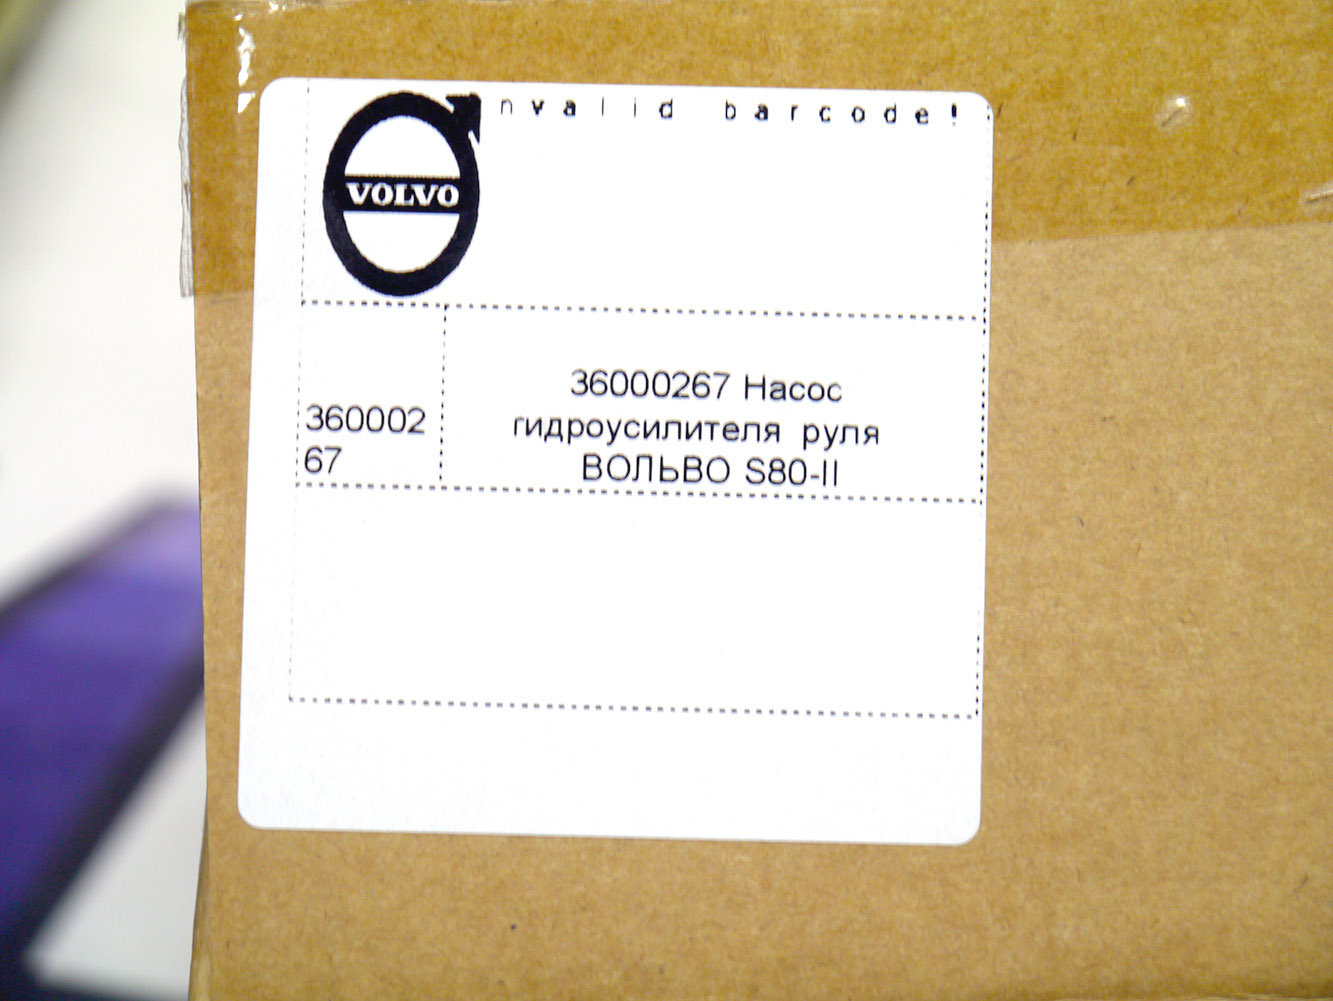 nvalid barcode!
VOLVO
360002
67
36000267 Насос
гидроусилителя руля
ВОЛЬВО S80-II